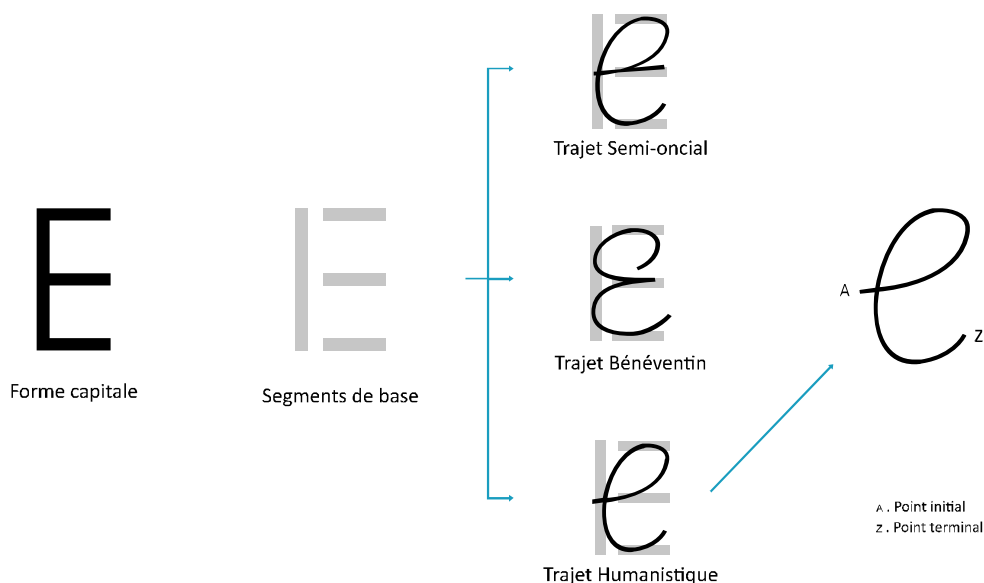 Trajet Semi-oncial
Forme capitale
Segments de base
Trajet Bénéventin
Trajet Humanistique
A
Z
A . Point initial
Z . Point terminal